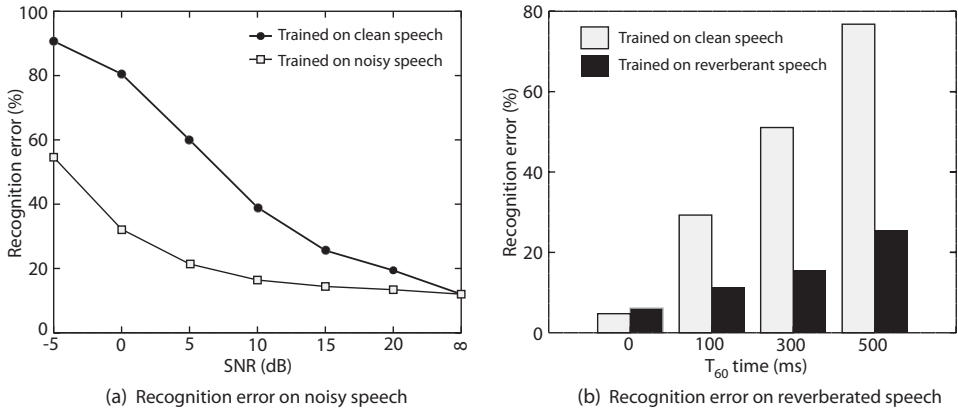 100
80
60
40
20
0
Recognition error (%)
Trained on clean speech
Trained on noisy speech
-5 0 5 10 15 20 ∞
SNR (dB)
(a) Recognition error on noisy speech
80
60
40
20
0
Recognition error (%)
Trained on clean speech
Trained on reverberant speech
0 100 300 500
T60 time (ms)
(b) Recognition error on reverberated speech